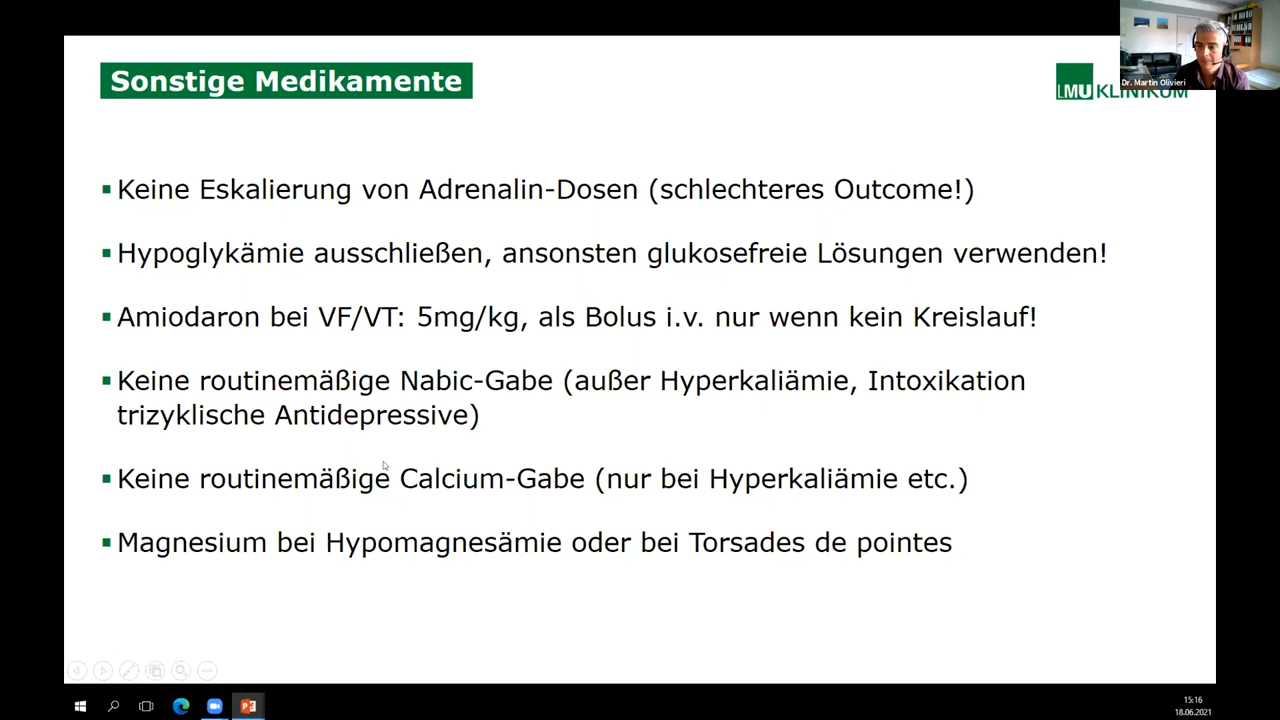 Sonstige Medikamente
Dr. Martin Olivieri
LMU KLINIKUM
Keine Eskalierung von Adrenalin-Dosen (schlechteres Outcome!)
Hypoglykämie ausschließen, ansonsten glukosefreie Lösungen verwenden!
Amiodaron bei VF/VT: 5mg/kg, als Bolus i.v. nur wenn kein Kreislauf!
Keine routinemäßige Nabic-Gabe (außer Hyperkaliämie, Intoxikation
trizyklische Antidepressive)
Keine routinemäßige Calcium-Gabe (nur bei Hyperkaliämie etc.)
Magnesium bei Hypomagnesämie oder bei Torsades de pointes
15:16
18.06.2021